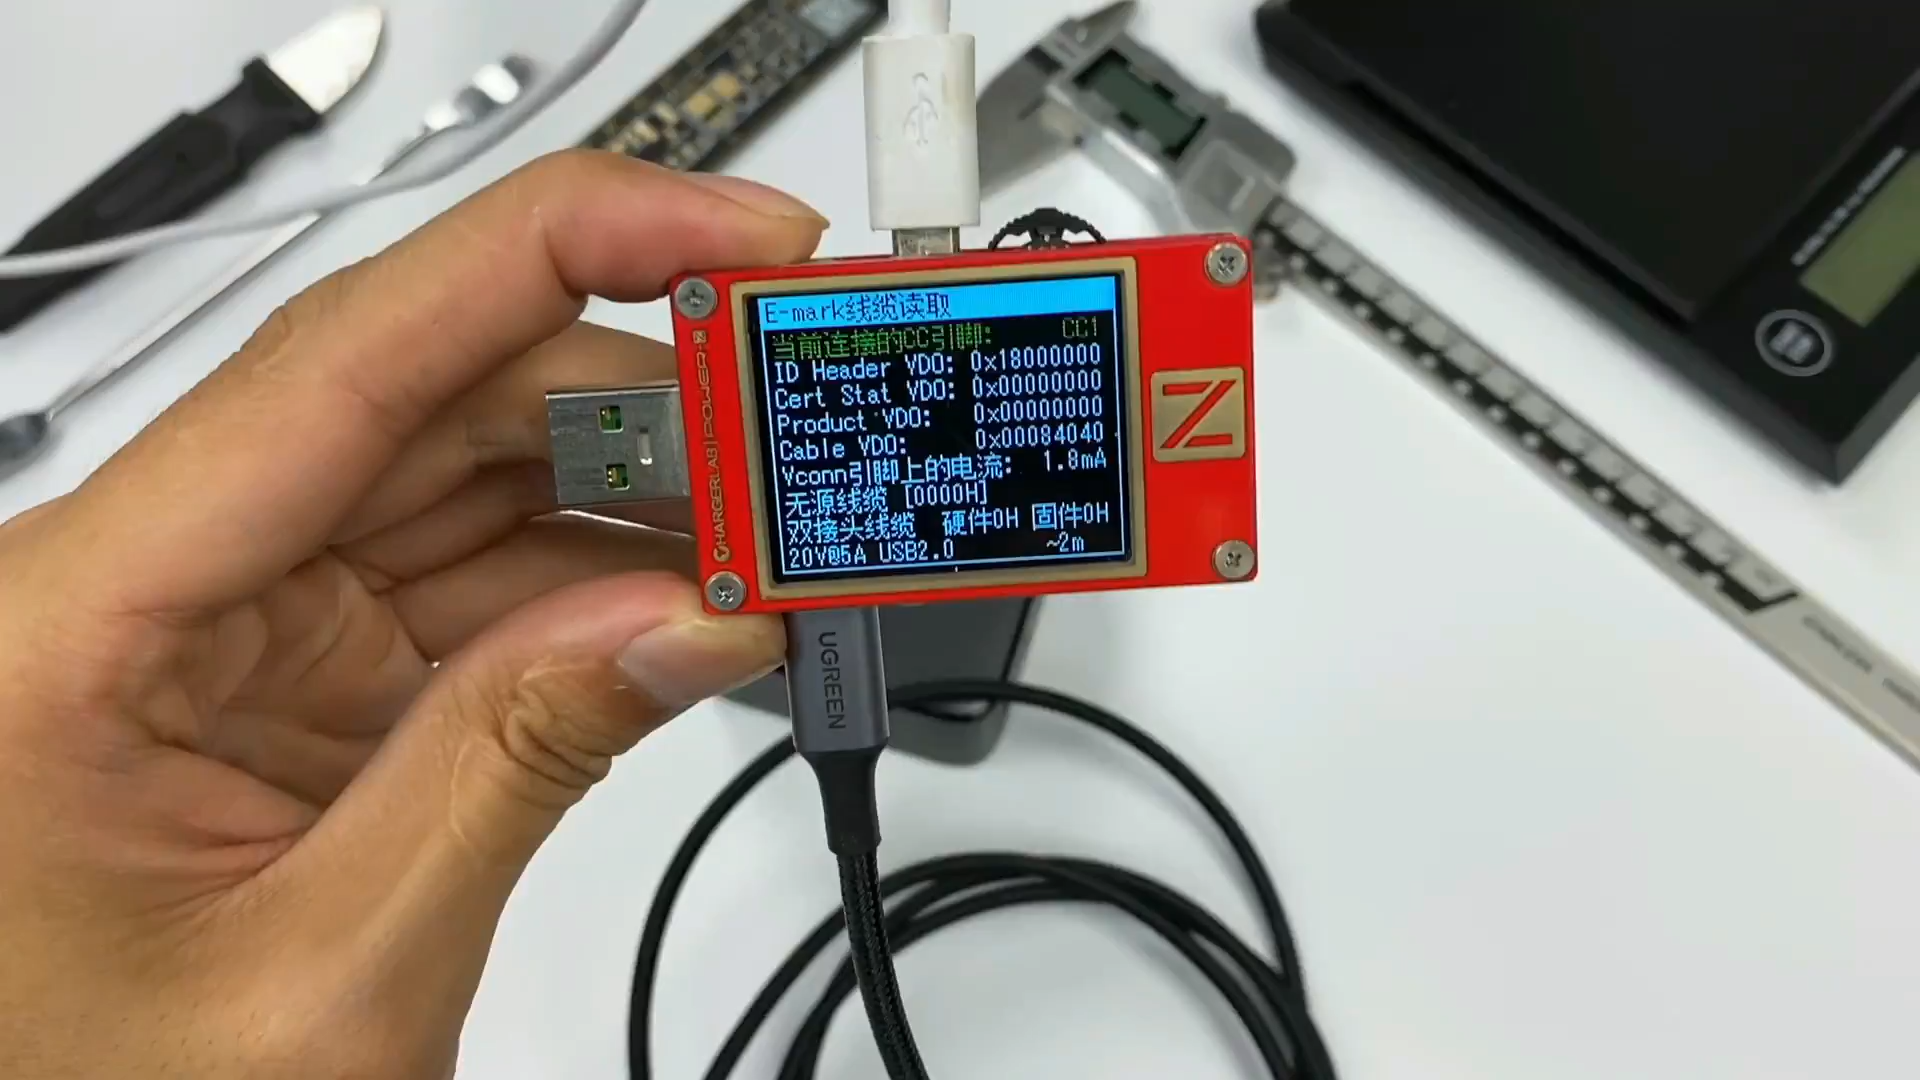 E-mark线缆读取
当前连接的CC引脚: CC1
ID Header VDO: 0x18000000
Cert Stat VDO: 0x00000000
Product VDO: 0x00000000
Cable VDO: 0x00084040
Vconn引脚上的电流: 1.8mA
无源线缆 [0000H]
双接头线缆 硬件0H 固件0H
20V@5A USB2.0 ~2m
CHARGERLAB | POWER-Z
Z
UGREEN